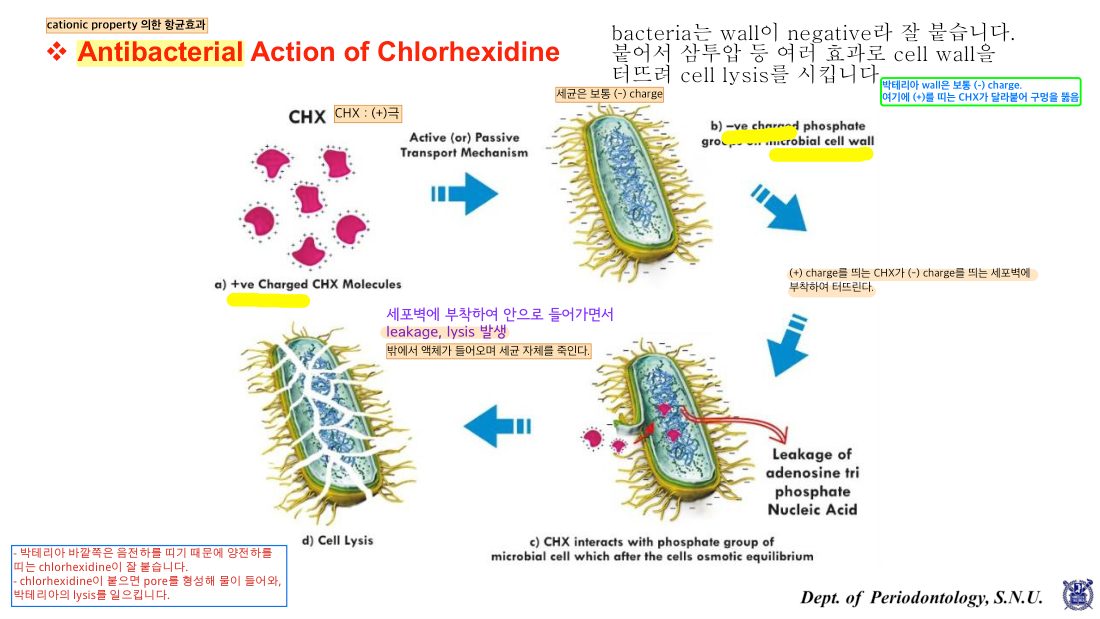 cationic property 의한 항균효과
❖ Antibacterial Action of Chlorhexidine
bacteria는 wall이 negative라 잘 붙습니다.
붙어서 삼투압 등 여러 효과로 cell wall을
터뜨려 cell lysis를 시킵니다.
박테리아 wall은 보통 (-) charge.
여기에 (+)를 띠는 CHX가 달라붙어 구멍을 뚫음
세균은 보통 (-) charge
CHX
CHX : (+)극
Active (or) Passive
Transport Mechanism
b) –ve charged phosphate
groups on microbial cell wall
a) +ve Charged CHX Molecules
(+) charge를 띄는 CHX가 (-) charge를 띄는 세포벽에
부착하여 터뜨린다.
세포벽에 부착하여 안으로 들어가면서
leakage, lysis 발생
밖에서 액체가 들어오며 세균 자체를 죽인다.
Leakage of
adenosine tri
phosphate
Nucleic Acid
d) Cell Lysis
c) CHX interacts with phosphate group of
microbial cell which after the cells osmotic equilibrium
- 박테리아 바깥쪽은 음전하를 띠기 때문에 양전하를
띠는 chlorhexidine이 잘 붙습니다.
- chlorhexidine이 붙으면 pore를 형성해 물이 들어와,
박테리아의 lysis를 일으킵니다.
Dept. of Periodontology, S.N.U.